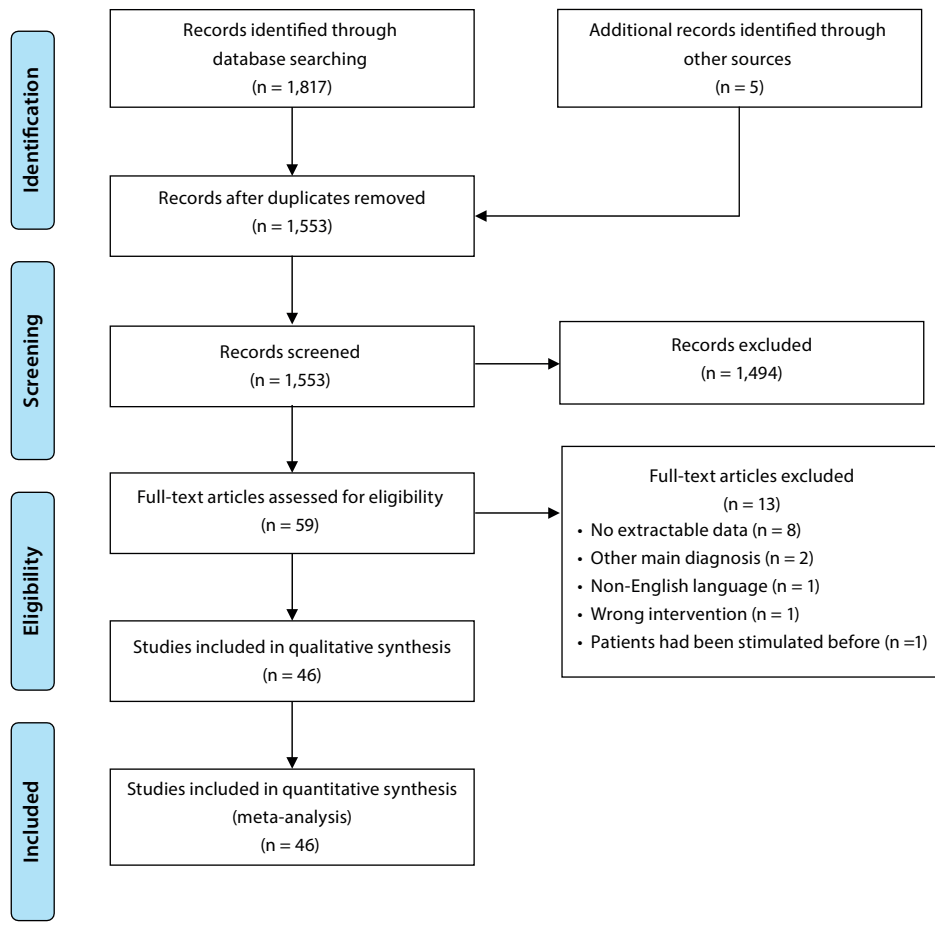 Identification
Records identified through
database searching
(n = 1,817)
Additional records identified through
other sources
(n = 5)
Records after duplicates removed
(n = 1,553)
Screening
Records screened
(n = 1,553)
Records excluded
(n = 1,494)
Eligibility
Full-text articles assessed for eligibility
(n = 59)
Full-text articles excluded
(n = 13)
• No extractable data (n = 8)
• Other main diagnosis (n = 2)
• Non-English language (n = 1)
• Wrong intervention (n = 1)
• Patients had been stimulated before (n =1)
Studies included in qualitative synthesis
(n = 46)
Included
Studies included in quantitative synthesis
(meta-analysis)
(n = 46)